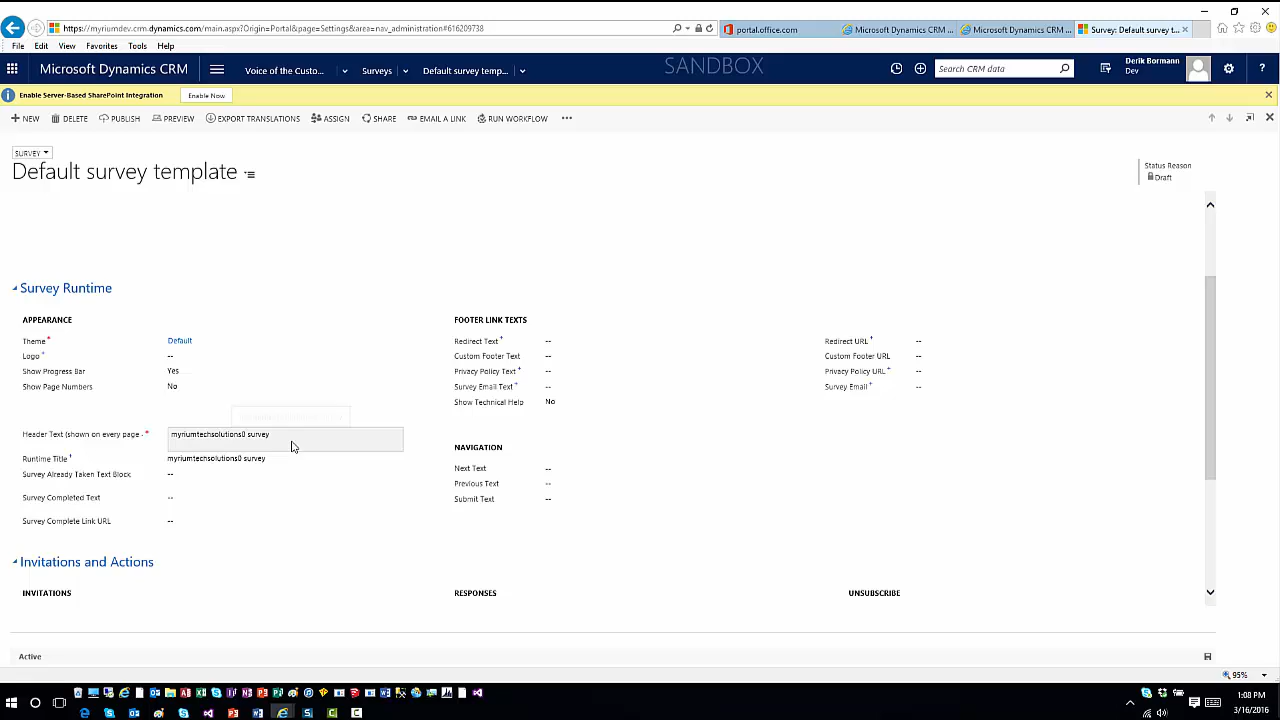 https://myriumdev.crm.dynamics.com/main.aspx?Origin=Portal&page=Settings&area=nav_administration#616209738
portal.office.com
Microsoft Dynamics CRM ...
Microsoft Dynamics CRM ...
Survey: Default survey t...
File Edit View Favorites Tools Help
Microsoft Dynamics CRM
Voice of the Custo...
Surveys
Default survey temp...
SANDBOX
Search CRM data
Derik Bormann
Dev
Enable Server-Based SharePoint Integration
Enable Now
NEW DELETE PUBLISH PREVIEW EXPORT TRANSLATIONS ASSIGN SHARE EMAIL A LINK RUN WORKFLOW ...
SURVEY
Default survey template
Status Reason
Draft
Survey Runtime
APPEARANCE
Theme* Default
Logo+ --
Show Progress Bar Yes
Show Page Numbers No
Header Text (shown on every page -* myriumtechsolutions0 survey
Runtime Title+ myriumtechsolutions0 survey
Survey Already Taken Text Block --
Survey Completed Text --
Survey Complete Link URL --
FOOTER LINK TEXTS
Redirect Text+ --
Custom Footer Text --
Privacy Policy Text+ --
Survey Email Text+ --
Show Technical Help No
Redirect URL+ --
Custom Footer URL --
Privacy Policy URL+ --
Survey Email+ --
NAVIGATION
Next Text --
Previous Text --
Submit Text --
Invitations and Actions
INVITATIONS
RESPONSES
UNSUBSCRIBE
Active
95%
1:08 PM
3/16/2016